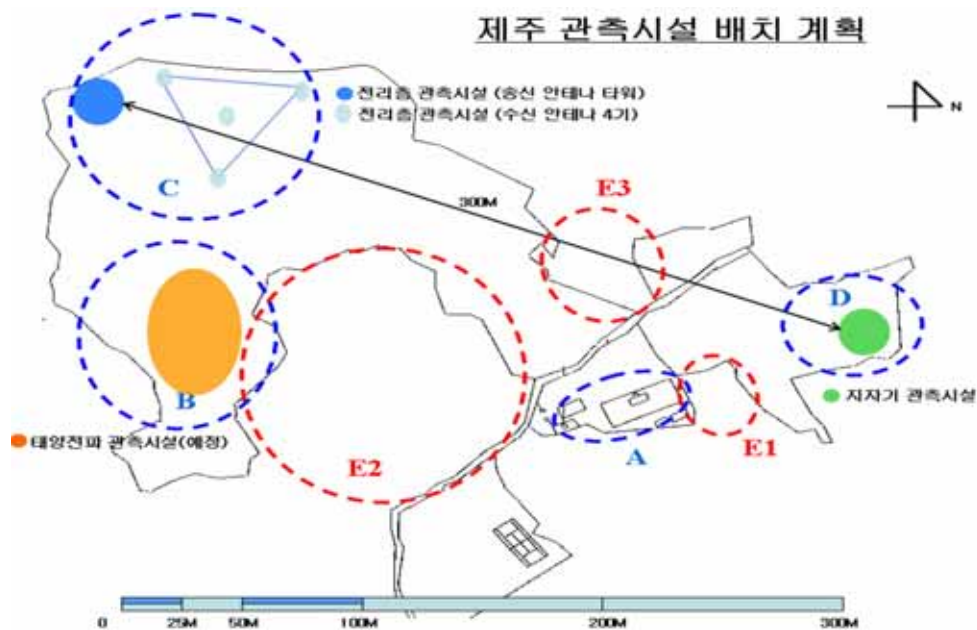 제주 관측시설 배치 계획
전리층 관측시설 (송신 안테나 타워)
전리층 관측시설 (수신 안테나 4기)
N
C
E3
300M
D
B
지자기 관측시설
태양전파 관측시설(예정)
E2
A
E1
0 25M 50M 100M 200M 300M